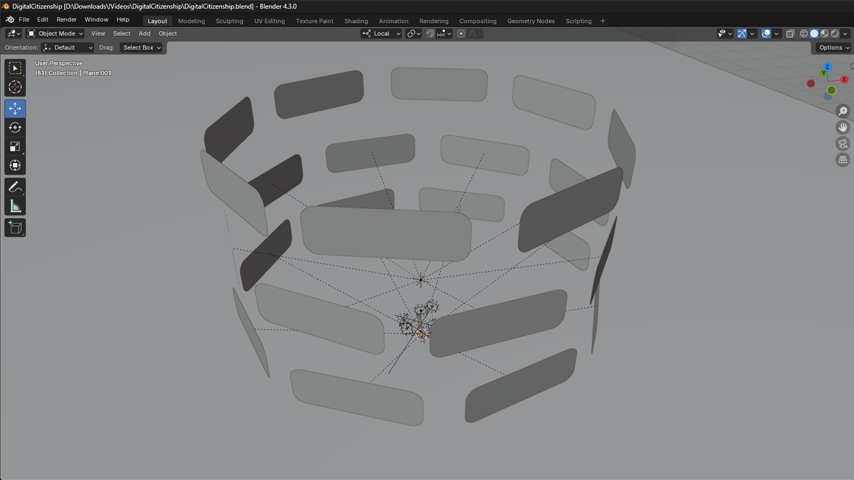 DigitalCitizenship [D:\Downloads\!Videos\DigitalCitizenship\DigitalCitizenship.blend] - Blender 4.3.0
File Edit Render Window Help Layout Modeling Sculpting UV Editing Texture Paint Shading Animation Rendering Compositing Geometry Nodes Scripting +
Object Mode View Select Add Object Local
Orientation: Default Drag: Select Box Options
User Perspective
(81) Collection | Plane.001
Z
Y
X